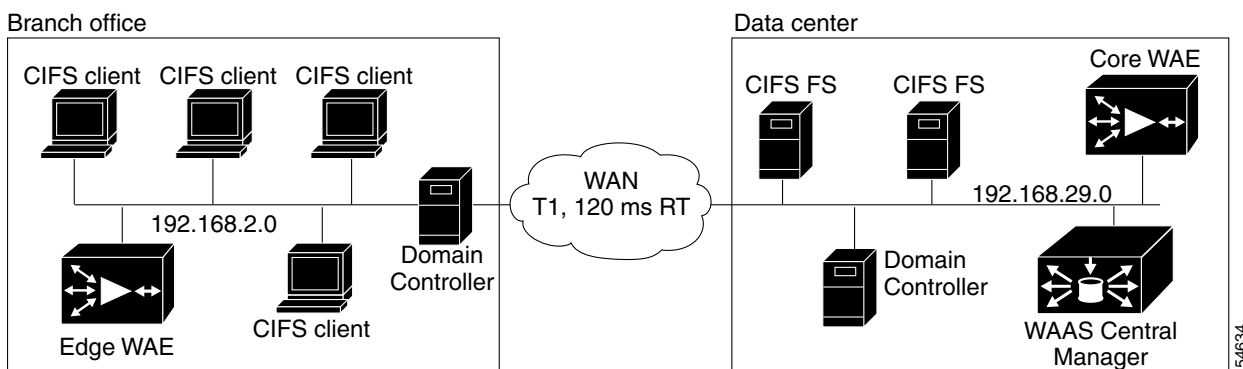 Branch office
CIFS client
CIFS client
CIFS client
192.168.2.0
Edge WAE
CIFS client
Domain
Controller
WAN
T1, 120 ms RT
Data center
CIFS FS
CIFS FS
Core WAE
192.168.29.0
Domain
Controller
WAAS Central
Manager
54634